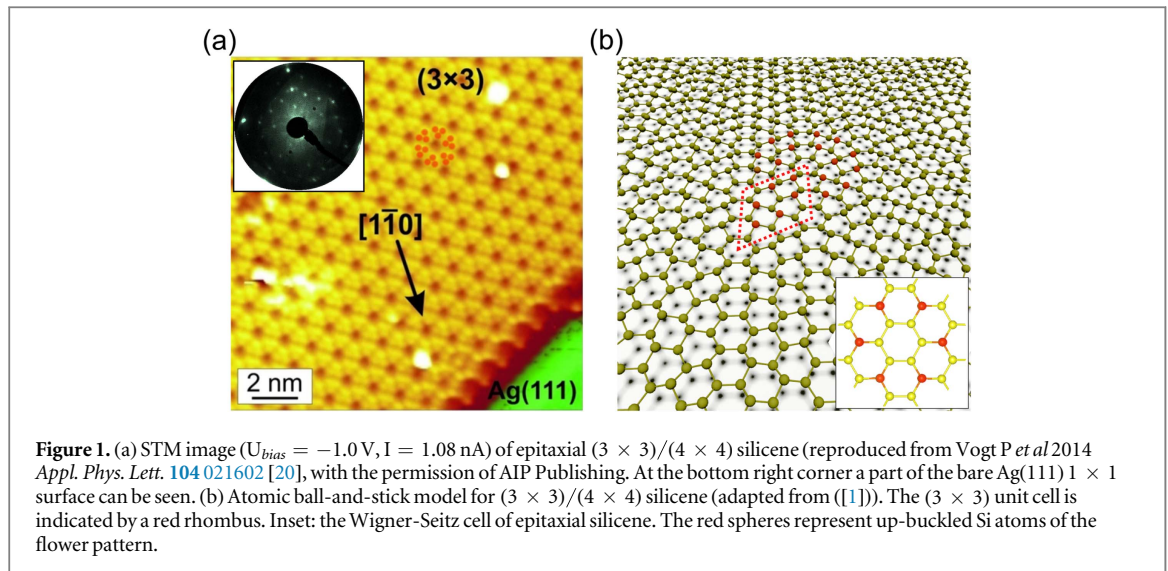 (a)
(b)
(3×3)
[11̅0]
2 nm
Ag(111)
Figure 1. (a) STM image (U_bias = −1.0 V, I = 1.08 nA) of epitaxial (3 × 3)/(4 × 4) silicene (reproduced from Vogt P et al 2014
Appl. Phys. Lett. 104 021602 [20], with the permission of AIP Publishing. At the bottom right corner a part of the bare Ag(111) 1 × 1
surface can be seen. (b) Atomic ball-and-stick model for (3 × 3)/(4 × 4) silicene (adapted from ([1])). The (3 × 3) unit cell is
indicated by a red rhombus. Inset: the Wigner-Seitz cell of epitaxial silicene. The red spheres represent up-buckled Si atoms of the
flower pattern.